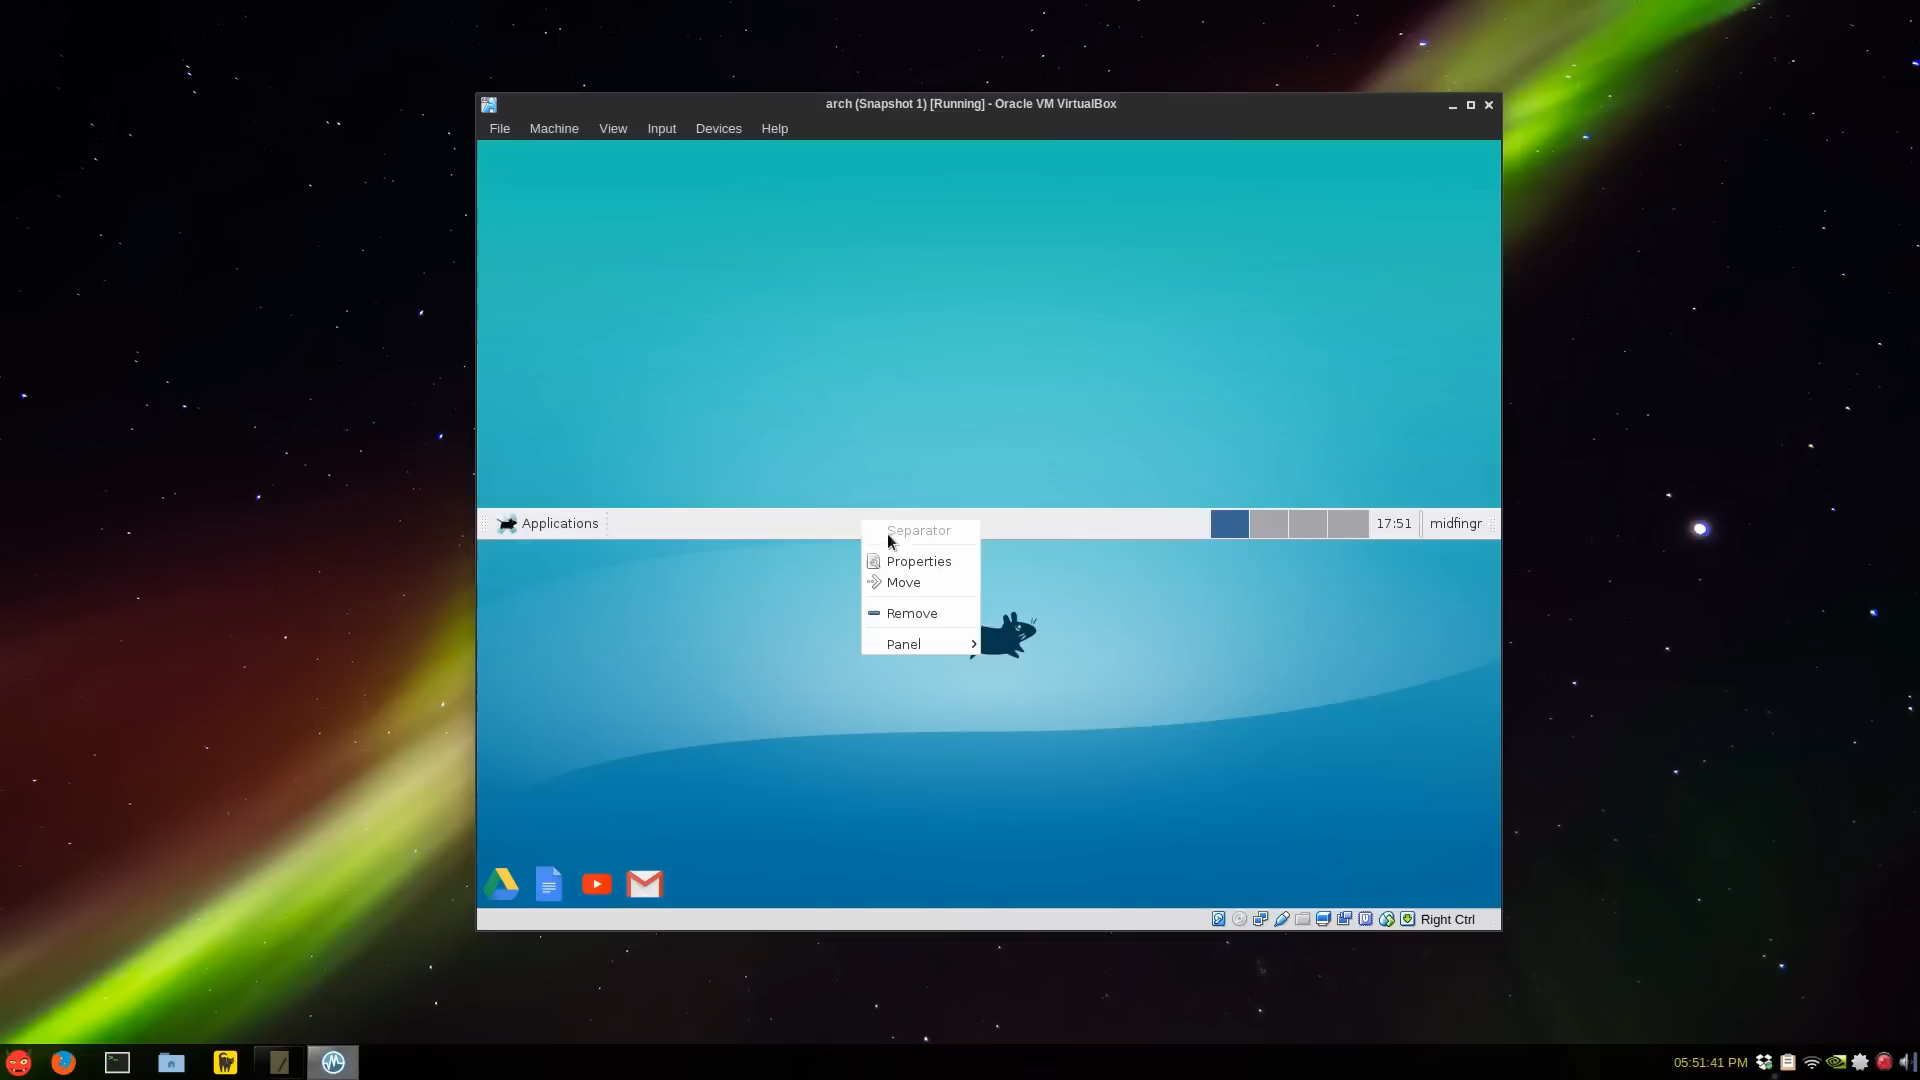 arch (Snapshot 1) [Running] - Oracle VM VirtualBox
File Machine View Input Devices Help
Applications
17:51
midfingr
Separator
Properties
Move
Remove
Panel
Right Ctrl
05:51:41 PM